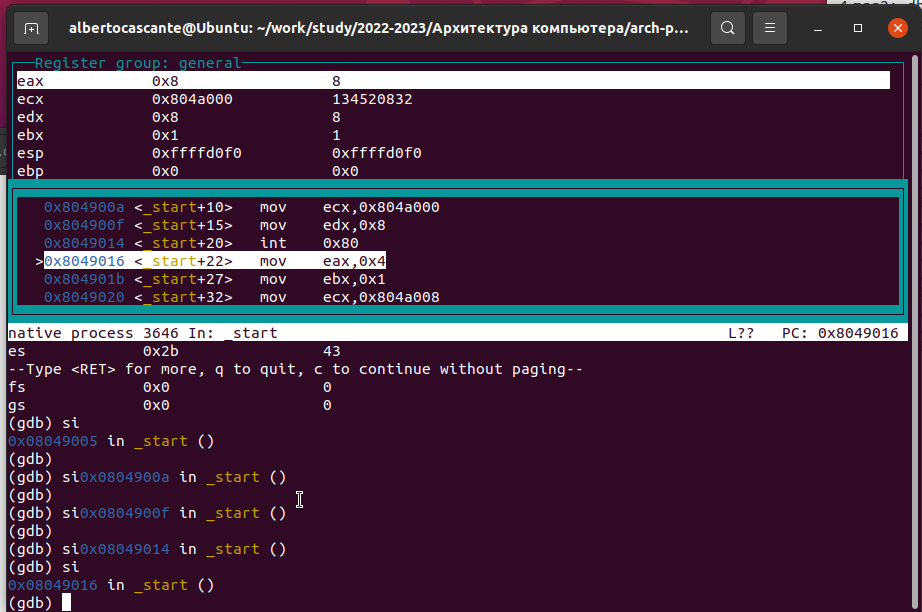 albertocascante@Ubuntu: ~/work/study/2022-2023/Архитектура компьютера/arch-p...
Register group: general
eax 0x8 8
ecx 0x804a000 134520832
edx 0x8 8
ebx 0x1 1
esp 0xffffd0f0 0xffffd0f0
ebp 0x0 0x0
0x804900a <_start+10> mov ecx,0x804a000
0x804900f <_start+15> mov edx,0x8
0x8049014 <_start+20> int 0x80
>0x8049016 <_start+22> mov eax,0x4
0x804901b <_start+27> mov ebx,0x1
0x8049020 <_start+32> mov ecx,0x804a008
native process 3646 In: _start L?? PC: 0x8049016
es 0x2b 43
--Type <RET> for more, q to quit, c to continue without paging--
fs 0x0 0
gs 0x0 0
(gdb) si
0x08049005 in _start ()
(gdb)
(gdb) si0x0804900a in _start ()
(gdb)
(gdb) si0x0804900f in _start ()
(gdb)
(gdb) si0x08049014 in _start ()
(gdb) si
0x08049016 in _start ()
(gdb)